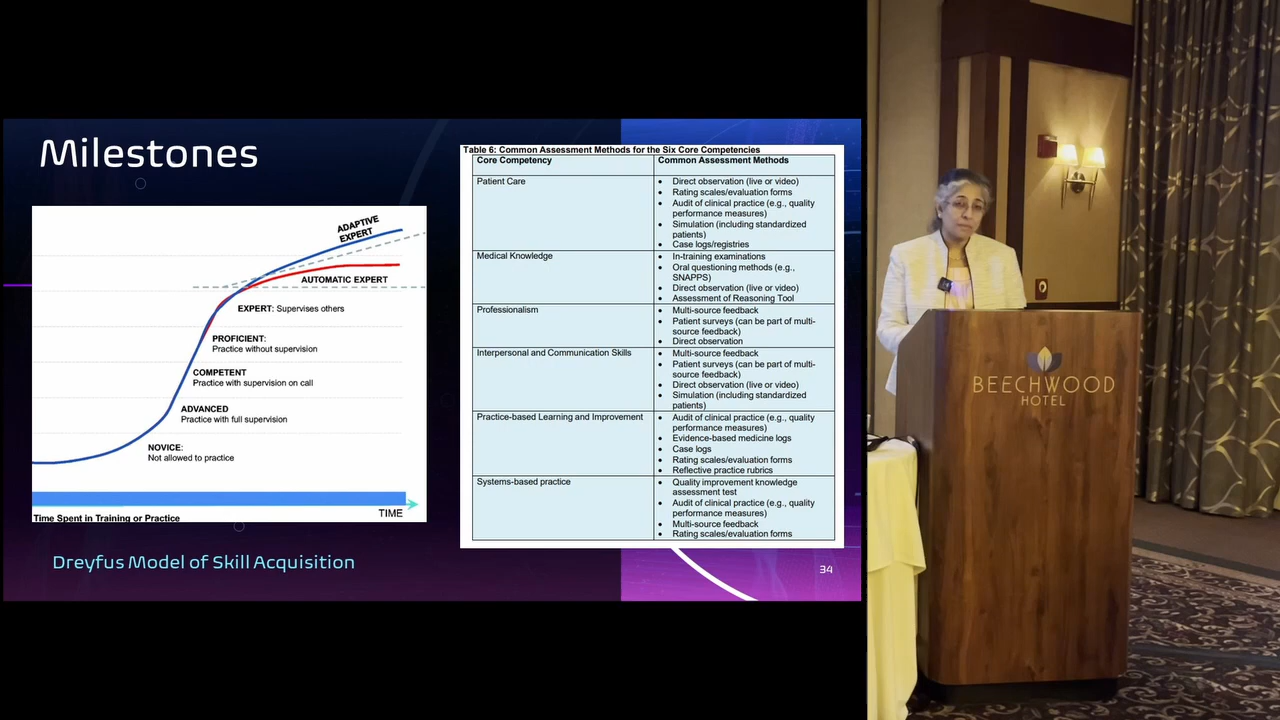 Milestones
ADAPTIVE
EXPERT
AUTOMATIC EXPERT
EXPERT: Supervises others
PROFICIENT:
Practice without supervision
COMPETENT
Practice with supervision on call
ADVANCED
Practice with full supervision
NOVICE:
Not allowed to practice
TIME
Time Spent in Training or Practice
Dreyfus Model of Skill Acquisition
Table 6: Common Assessment Methods for the Six Core Competencies
Core Competency
Common Assessment Methods
Patient Care
• Direct observation (live or video)
• Rating scales/evaluation forms
• Audit of clinical practice (e.g., quality
performance measures)
• Simulation (including standardized
patients)
• Case logs/registries
Medical Knowledge
• In-training examinations
• Oral questioning methods (e.g.,
SNAPPS)
• Direct observation (live or video)
• Assessment of Reasoning Tool
Professionalism
• Multi-source feedback
• Patient surveys (can be part of multi-
source feedback)
• Direct observation
Interpersonal and Communication Skills
• Multi-source feedback
• Patient surveys (can be part of multi-
source feedback)
• Direct observation (live or video)
• Simulation (including standardized
patients)
Practice-based Learning and Improvement
• Audit of clinical practice (e.g., quality
performance measures)
• Evidence-based medicine logs
• Case logs
• Rating scales/evaluation forms
• Reflective practice rubrics
Systems-based practice
• Quality improvement knowledge
assessment test
• Audit of clinical practice (e.g., quality
performance measures)
• Multi-source feedback
• Rating scales/evaluation forms
34
BEECHWOOD
HOTEL